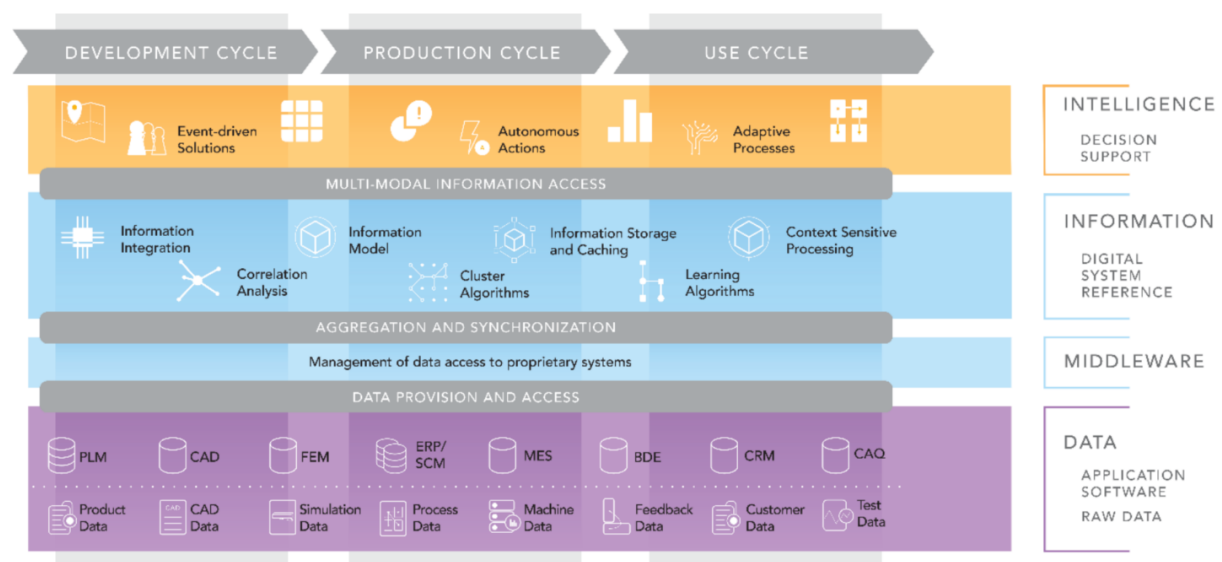 DEVELOPMENT CYCLE
PRODUCTION CYCLE
USE CYCLE
Event-driven
Solutions
Autonomous
Actions
Adaptive
Processes
INTELLIGENCE
DECISION
SUPPORT
MULTI-MODAL INFORMATION ACCESS
Information
Integration
Information
Model
Information Storage
and Caching
Context Sensitive
Processing
Correlation
Analysis
Cluster
Algorithms
Learning
Algorithms
INFORMATION
DIGITAL
SYSTEM
REFERENCE
AGGREGATION AND SYNCHRONIZATION
Management of data access to proprietary systems
MIDDLEWARE
DATA PROVISION AND ACCESS
PLM
CAD
FEM
ERP/
SCM
MES
BDE
CRM
CAQ
Product
Data
CAD
CAD
Data
Simulation
Data
Process
Data
Machine
Data
Feedback
Data
Customer
Data
Test
Data
DATA
APPLICATION
SOFTWARE
RAW DATA